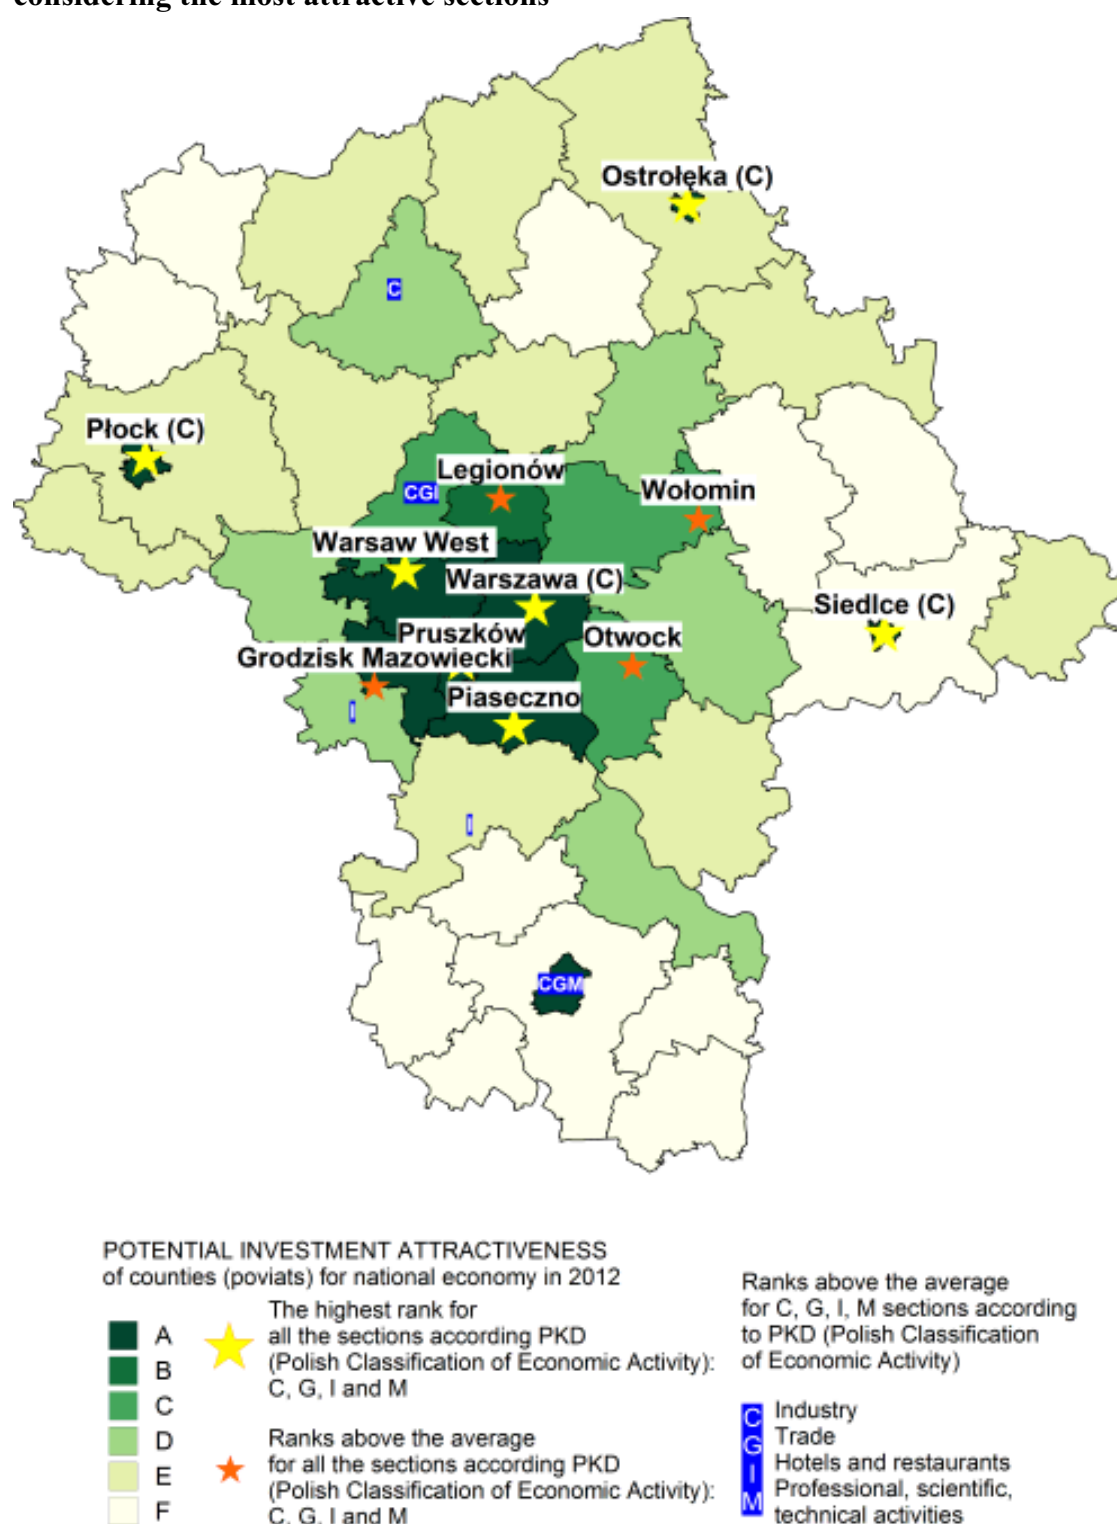 considering the most attractive sections
Ostrołęka (C)
C
Płock (C)
Legionów
CGI
Wołomin
Warsaw West
Warszawa (C)
Siedlce (C)
Pruszków
Otwock
Grodzisk Mazowiecki
Piaseczno
I
I
CGM
POTENTIAL INVESTMENT ATTRACTIVENESS
of counties (poviats) for national economy in 2012
A
B
C
D
E
F
The highest rank for
all the sections according PKD
(Polish Classification of Economic Activity):
C, G, I and M
Ranks above the average
for all the sections according PKD
(Polish Classification of Economic Activity):
C, G, I and M
Ranks above the average
for C, G, I, M sections according
to PKD (Polish Classification
of Economic Activity)
C Industry
G Trade
I Hotels and restaurants
M Professional, scientific,
technical activities